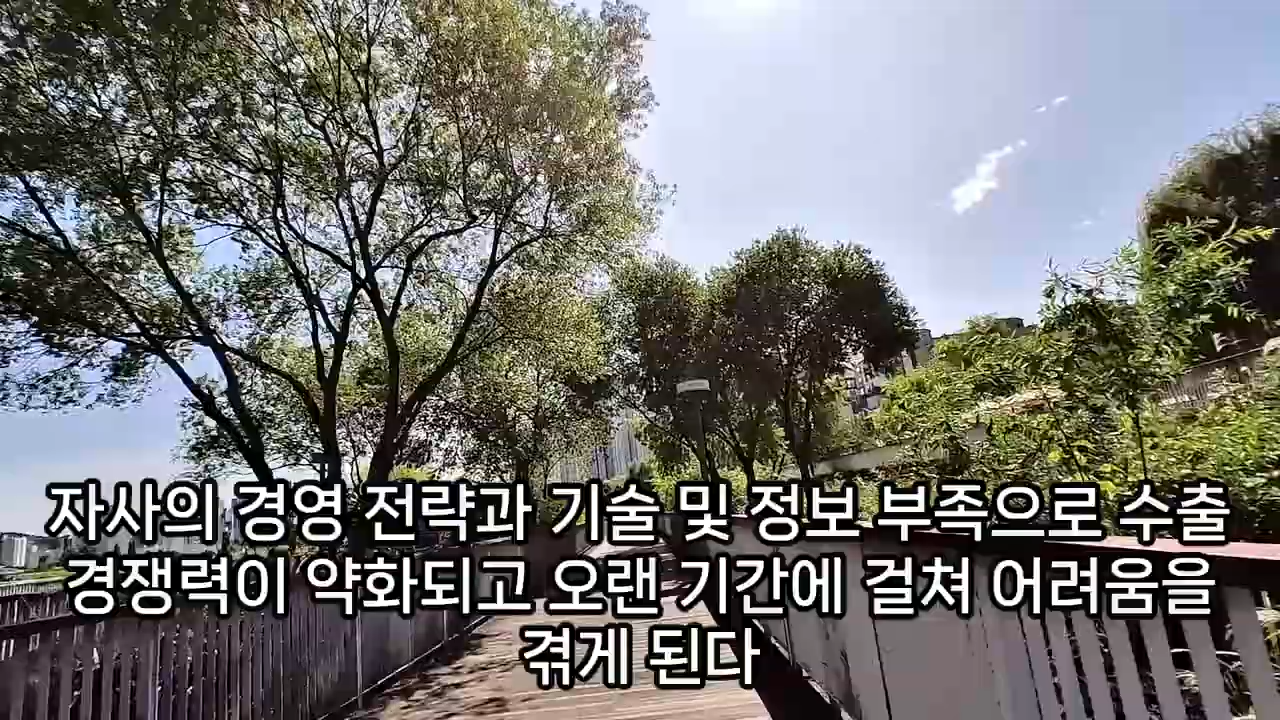 자사의 경영 전략과 기술 및 정보 부족으로 수출
경쟁력이 약화되고 오랜 기간에 걸쳐 어려움을
겪게 된다